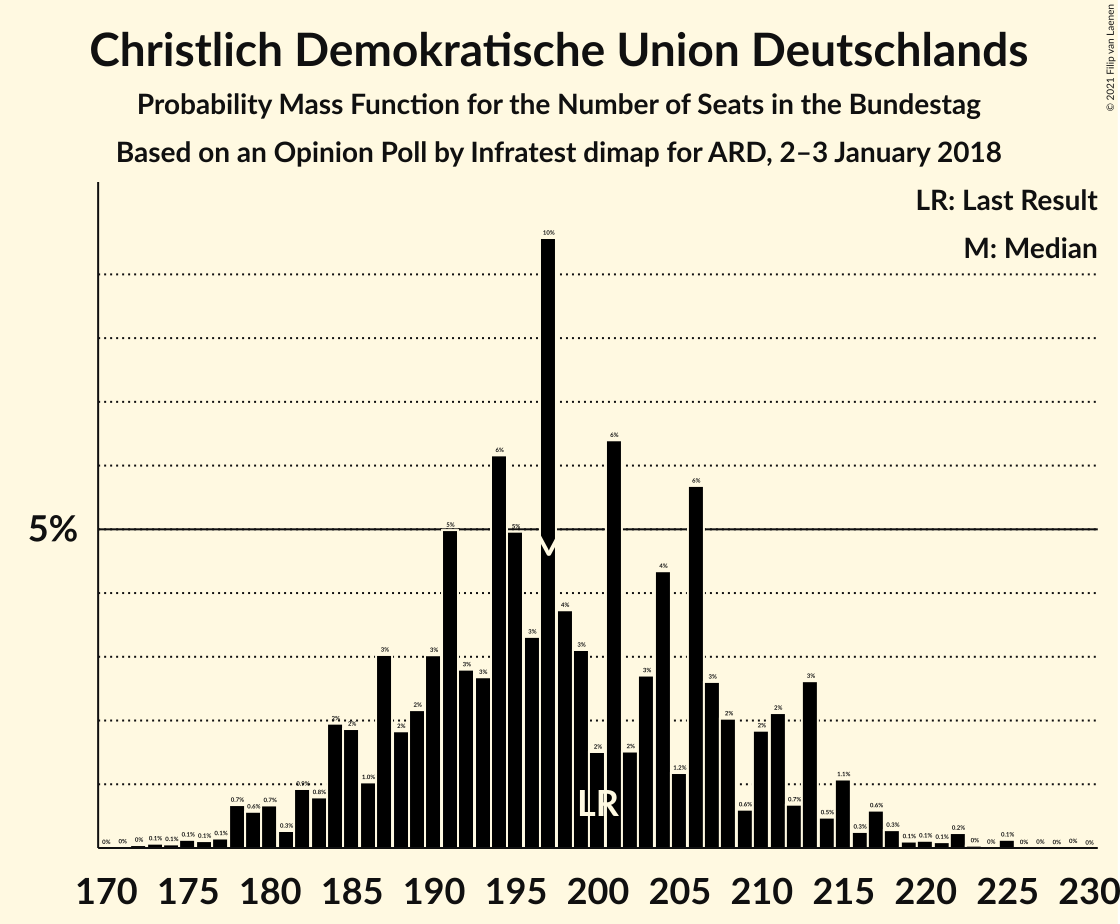 Christlich Demokratische Union Deutschlands
Probability Mass Function for the Number of Seats in the Bundestag
Based on an Opinion Poll by Infratest dimap for ARD, 2–3 January 2018
© 2021 Filip van Laenen
LR: Last Result
M: Median
5%
0% 0% 0% 0.1% 0.1% 0.1% 0.1% 0.1% 0.7% 0.6% 0.7% 0.3% 0.9% 0.8% 2% 2% 1.0% 3% 2% 2% 3% 5% 3% 3% 6% 5% 3% 10% 4% 3% 2% 6% 2% 3% 4% 1.2% 6% 3% 2% 0.6% 2% 2% 0.7% 3% 0.5% 1.1% 0.3% 0.6% 0.3% 0.1% 0.1% 0.1% 0.2% 0% 0% 0.1% 0% 0% 0% 0% 0%
M
LR
170 175 180 185 190 195 200 205 210 215 220 225 230